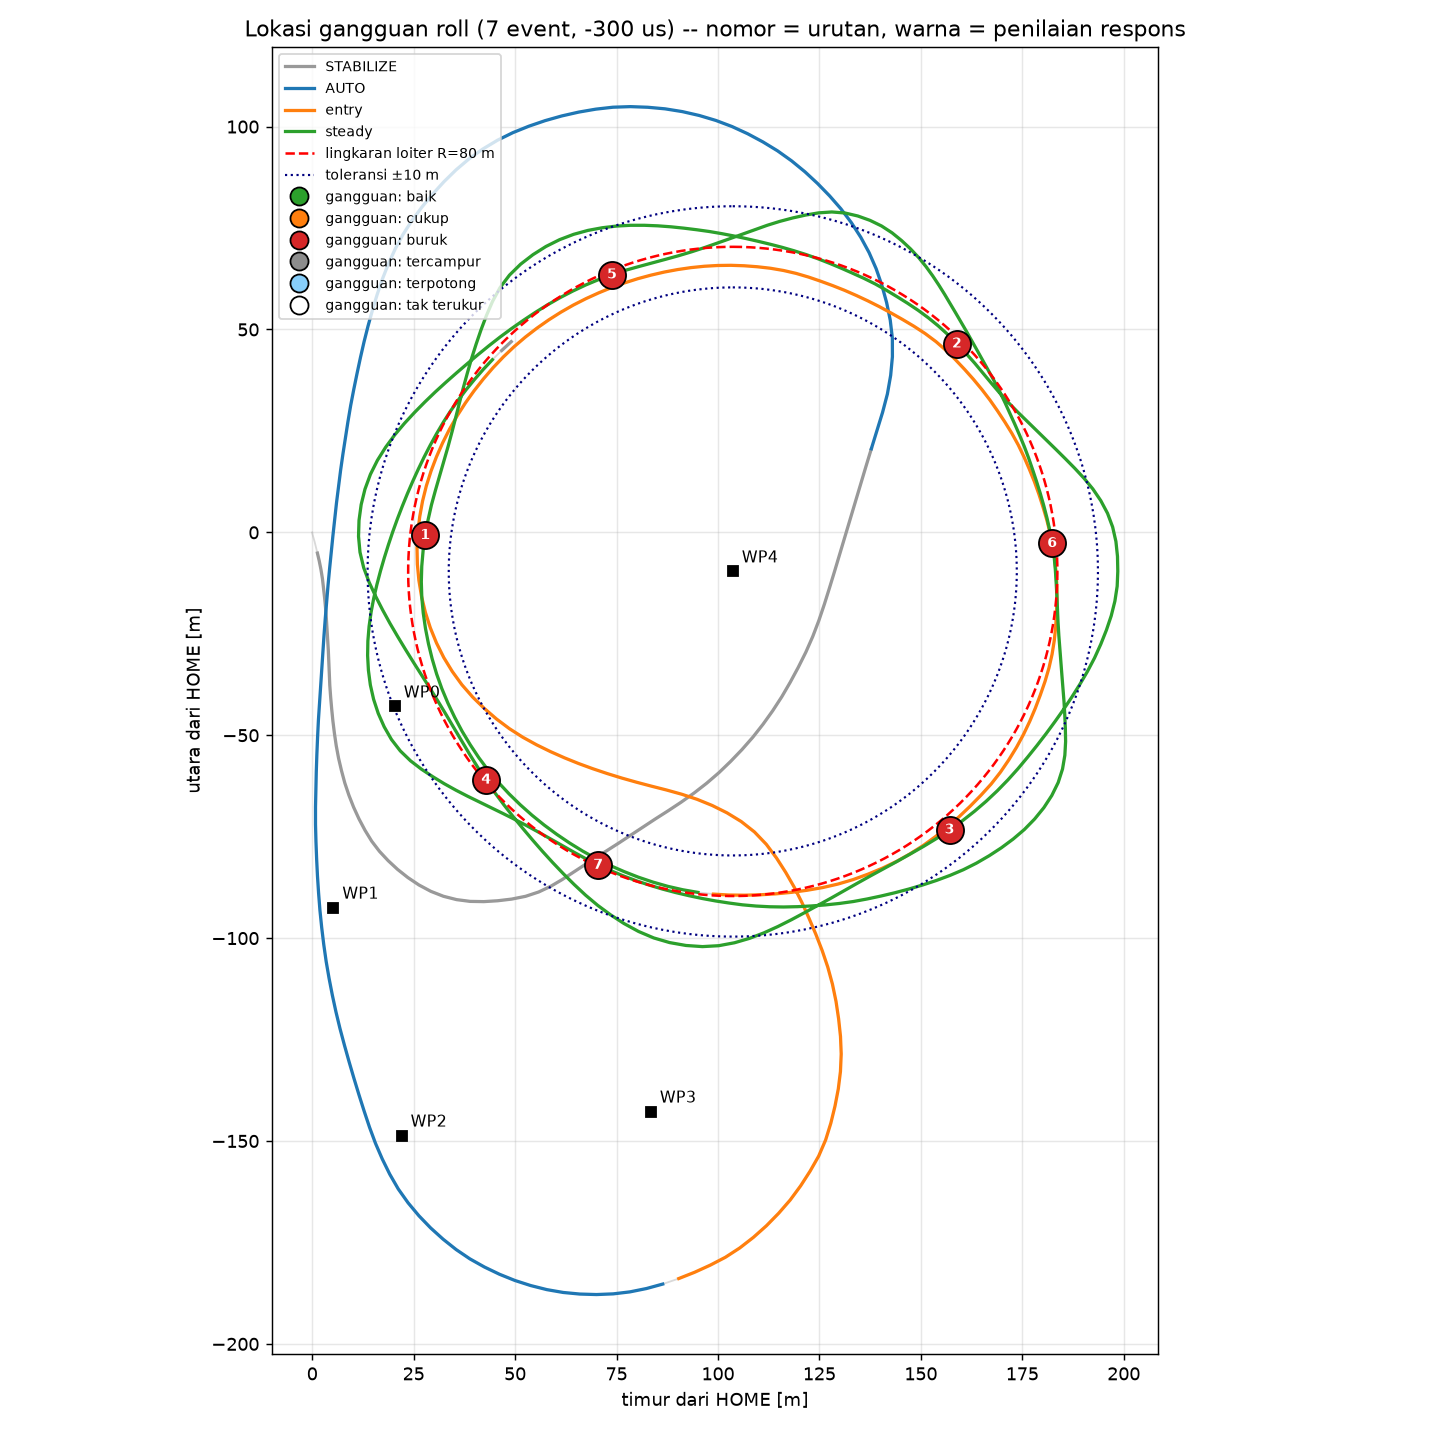 Lokasi gangguan roll (7 event, -300 us) -- nomor = urutan, warna = penilaian respons
STABILIZE
AUTO
entry
steady
lingkaran loiter R=80 m
toleransi ±10 m
gangguan: baik
gangguan: cukup
gangguan: buruk
gangguan: tercampur
gangguan: terpotong
gangguan: tak terukur
100
50
0
−50
−100
−150
−200
utara dari HOME [m]
5
2
1
6
WP4
WP0
4
3
7
WP1
WP3
WP2
0
25
50
75
100
125
150
175
200
timur dari HOME [m]